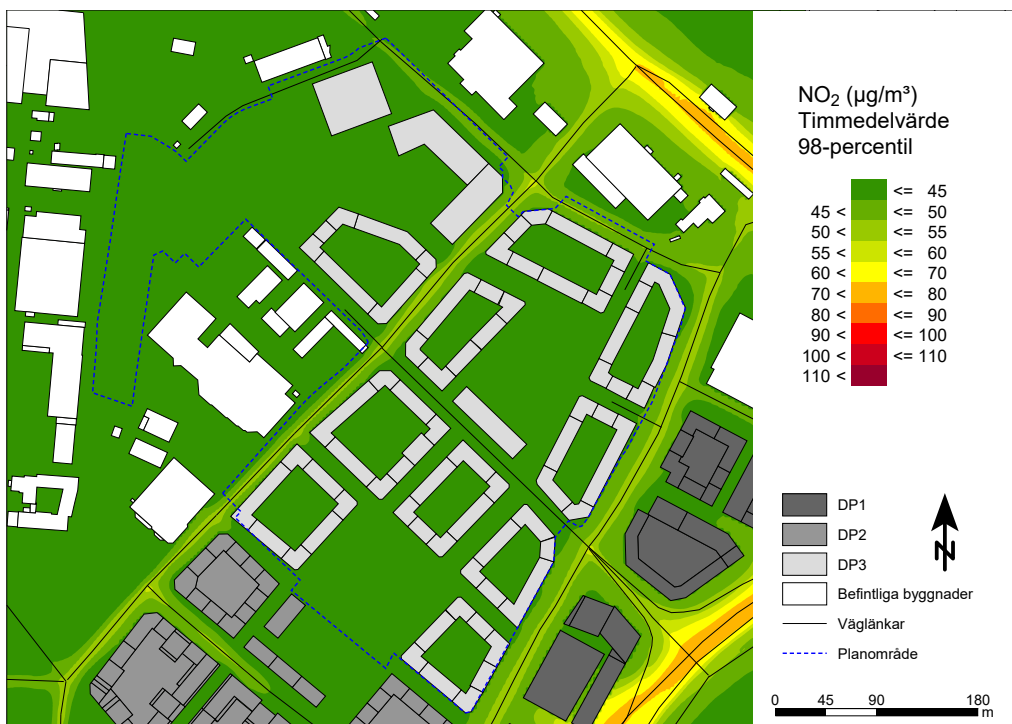 NO₂ (µg/m³)
Timmedelvärde
98-percentil
<= 45
45 < <= 50
50 < <= 55
55 < <= 60
60 < <= 70
70 < <= 80
80 < <= 90
90 < <= 100
100 < <= 110
110 <
DP1
DP2
DP3
Befintliga byggnader
Väglänkar
Planområde
N
0 45 90 180
m